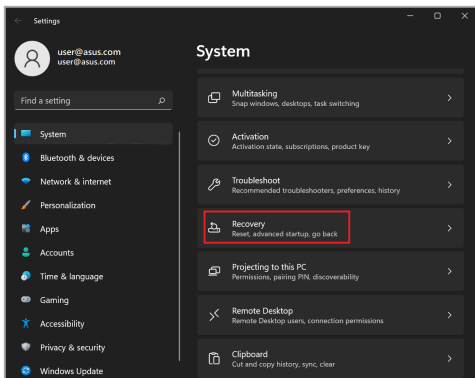 Settings
user@asus.com
user@asus.com
Find a setting
System
Bluetooth & devices
Network & internet
Personalization
Apps
Accounts
Time & language
Gaming
Accessibility
Privacy & security
Windows Update
System
Multitasking
Snap windows, desktops, task switching
Activation
Activation state, subscriptions, product key
Troubleshoot
Recommended troubleshooters, preferences, history
Recovery
Reset, advanced startup, go back
Projecting to this PC
Permissions, pairing PIN, discoverability
Remote Desktop
Remote Desktop users, connection permissions
Clipboard
Cut and copy history, sync, clear